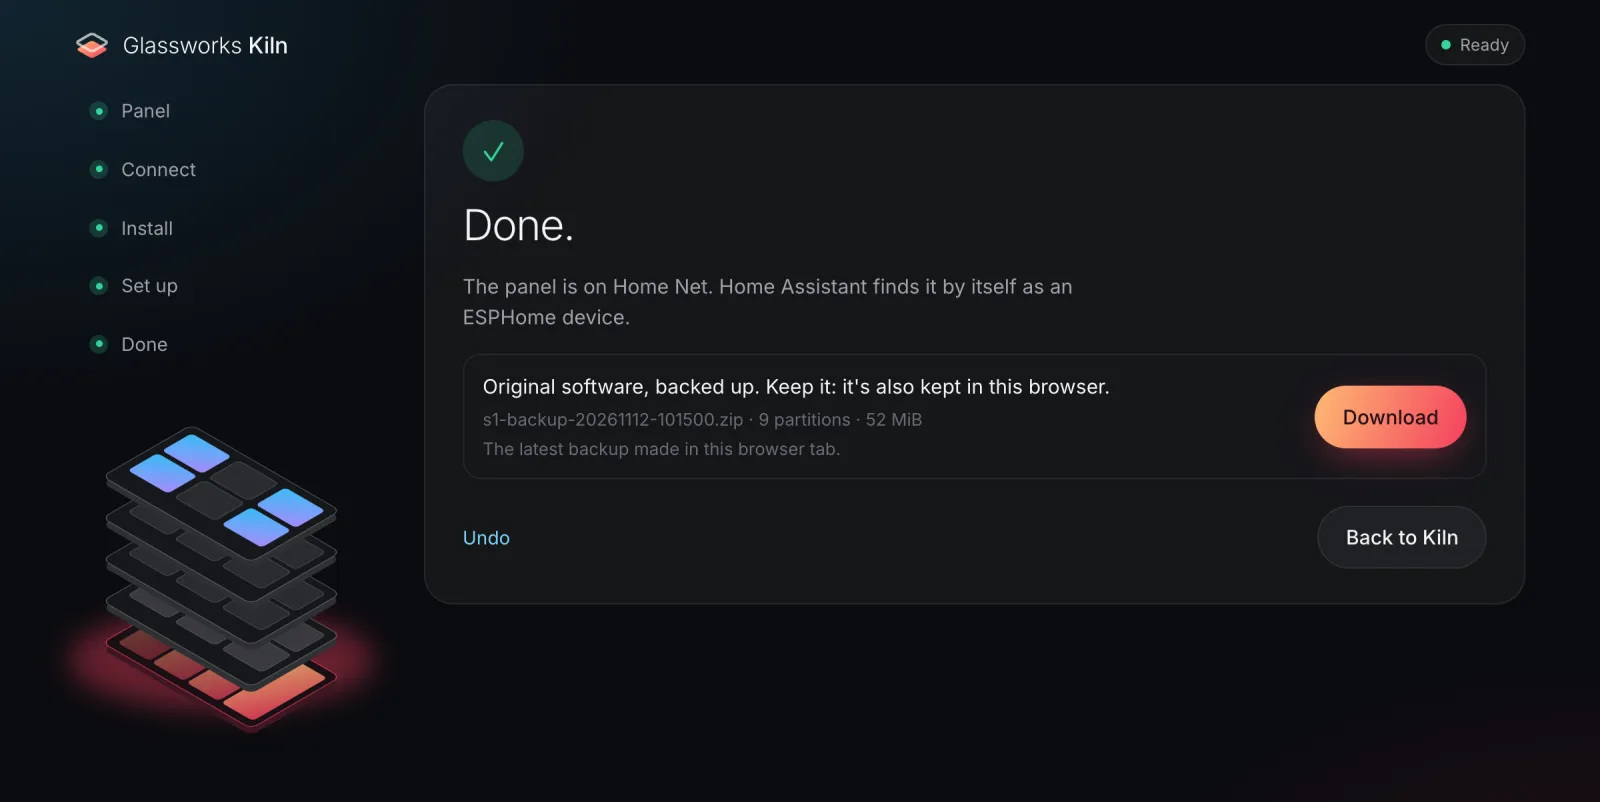 Glassworks Kiln
Ready
Panel
Connect
Install
Set up
Done
Done.
The panel is on Home Net. Home Assistant finds it by itself as an
ESPHome device.
Original software, backed up. Keep it: it's also kept in this browser.
s1-backup-20261112-101500.zip · 9 partitions · 52 MiB
The latest backup made in this browser tab.
Download
Undo
Back to Kiln